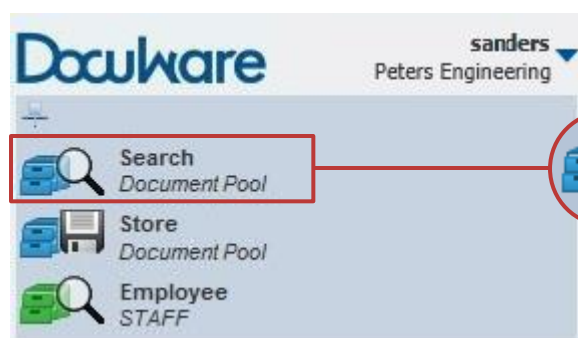 DocuWare
sanders
Peters Engineering
Search
Document Pool
Store
Document Pool
Employee
STAFF